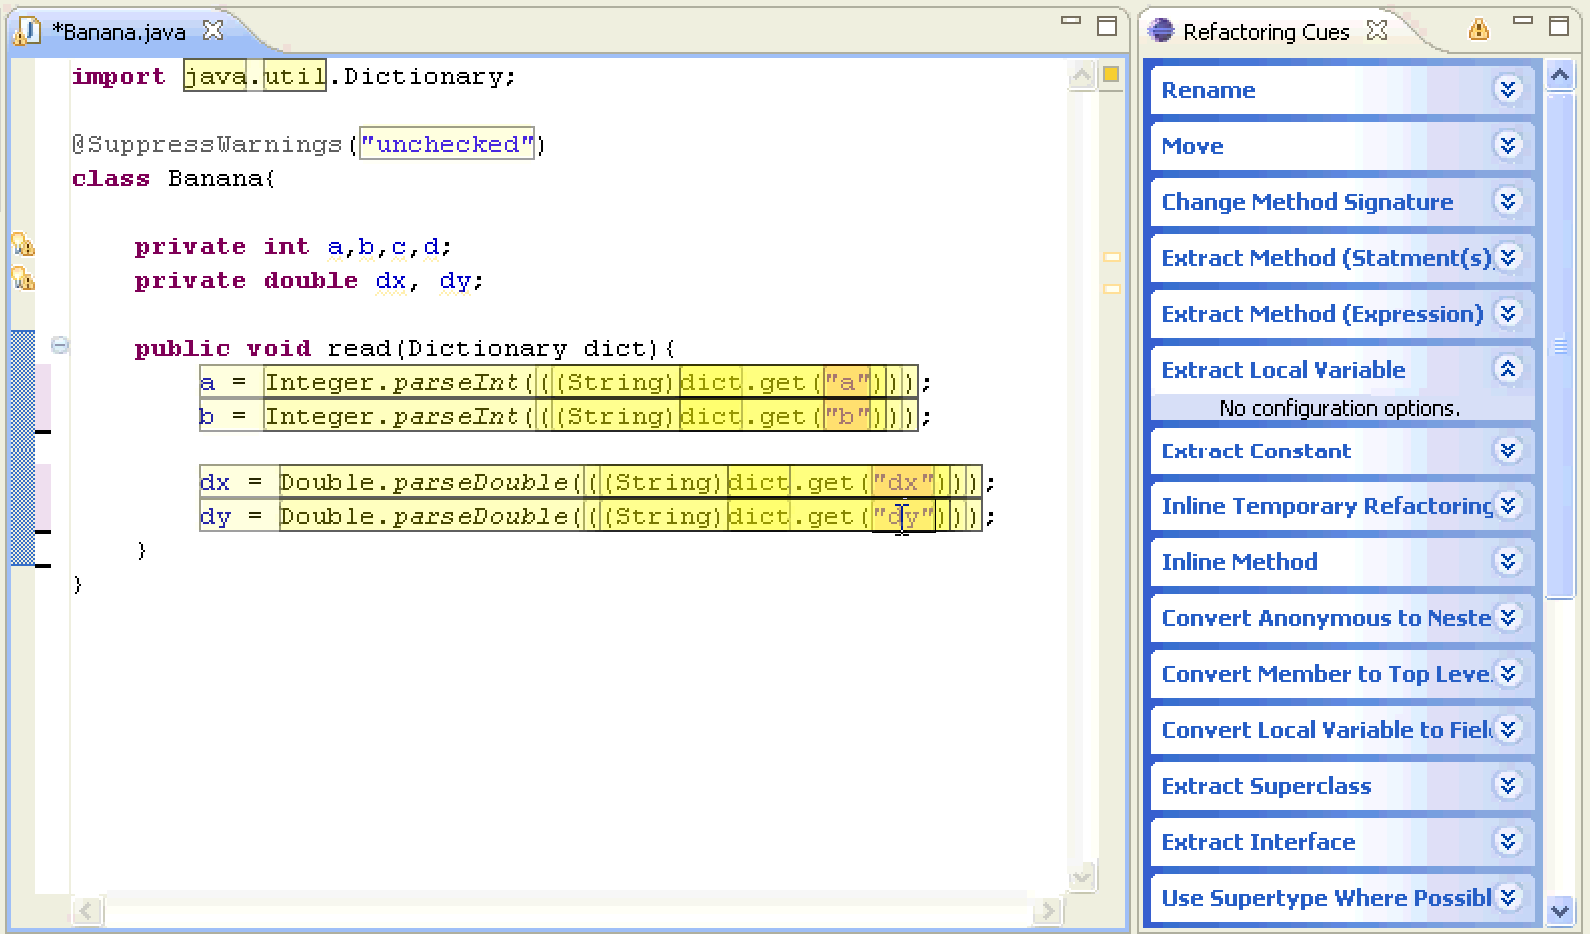 *Banana.java
import java.util.Dictionary;
@SuppressWarnings("unchecked")
class Banana{
private int a,b,c,d;
private double dx, dy;
public void read(Dictionary dict){
a = Integer.parseInt(((String)dict.get("a")));
b = Integer.parseInt(((String)dict.get("b")));
dx = Double.parseDouble(((String)dict.get("dx")));
dy = Double.parseDouble(((String)dict.get("dy")));
}
}
Refactoring Cues
Rename
Move
Change Method Signature
Extract Method (Statment(s)
Extract Method (Expression)
Extract Local Variable
No configuration options.
Extract Constant
Inline Temporary Refactoring
Inline Method
Convert Anonymous to Neste
Convert Member to Top Leve
Convert Local Variable to Fiel
Extract Superclass
Extract Interface
Use Supertype Where Possibl